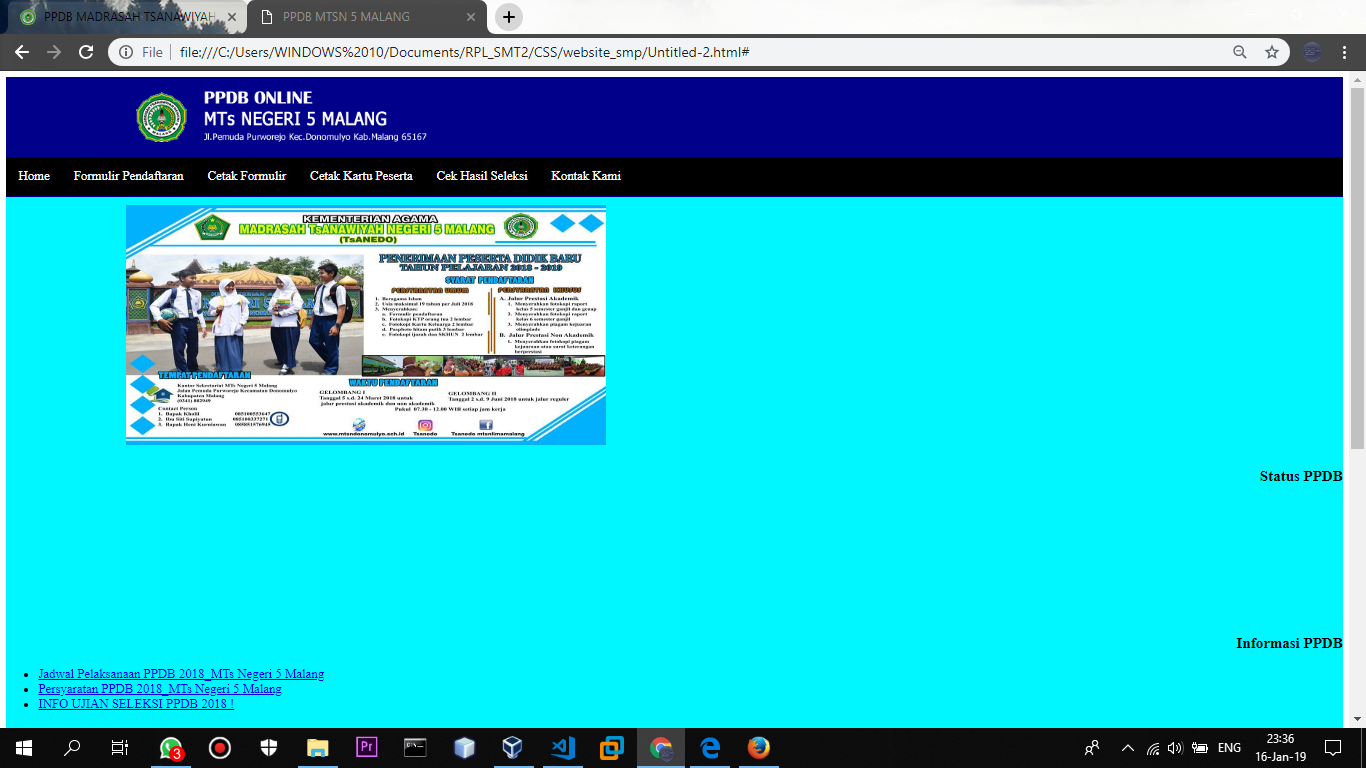 PPDB MADRASAH TSANAWIYAH
PPDB MTSN 5 MALANG
File
file:///C:/Users/WINDOWS%2010/Documents/RPL_SMT2/CSS/website_smp/Untitled-2.html#
PPDB ONLINE
MTs NEGERI 5 MALANG
Jl.Pemuda Purworejo Kec.Donomulyo Kab.Malang 65167
Home Formulir Pendaftaran Cetak Formulir Cetak Kartu Peserta Cek Hasil Seleksi Kontak Kami
KEMENTERIAN AGAMA
MADRASAH TsANAWIYAH NEGERI 5 MALANG
(TsANEDO)
PENERIMAAN PESERTA DIDIK BARU
TAHUN PELAJARAN 2018 - 2019
SYARAT PENDAFTARAN
PERSYARATAN UMUM
1. Beragama Islam
2. Usia maksimal 19 tahun per Juli 2018
3. Menyerahkan:
a. Formulir pendaftaran
b. Fotokopi KTP orang tua 2 lembar
c. Fotokopi Kartu Keluarga 2 lembar
d. Pasphoto hitam putih 3 lembar
e. Fotokopi ijazah dan SKHUN 2 lembar
PERSYARATAN KHUSUS
A. Jalur Prestasi Akademik
1. Menyerahkan fotokopi raport
kelas 5 semester ganjil dan genap
2. Menyerahkan fotokopi raport
kelas 6 semester ganjil
3. Menyerahkan piagam kejuaraan
olimpiade
B. Jalur Prestasi Non Akademik
1. Menyerahkan fotokopi piagam
kejuaraan atau surat keterangan
berprestasi
TEMPAT PENDAFTARAN
Kantor Sekretariat MTs Negeri 5 Malang
Jalan Pemuda Purworejo Kecamatan Donomulyo
Kabupaten Malang
(0341) 882949
Contact Person
1. Bapak Kholil 085100553647
2. Ibu Siti Supiyatun 085100337271
3. Bapak Heni Kurniawan 085851876945
WAKTU PENDAFTARAN
GELOMBANG I
Tanggal 5 s.d. 24 Maret 2018 untuk
jalur prestasi akademik dan non akademik
GELOMBANG II
Tanggal 2 s.d. 9 Juni 2018 untuk jalur reguler
Pukul 07.30 - 12.00 WIB setiap jam kerja
www.mtsndonomulyo.sch.id Tsanedo Tsanedo mtsnlimamalang
Status PPDB
Informasi PPDB
Jadwal Pelaksanaan PPDB 2018_MTs Negeri 5 Malang
Persyaratan PPDB 2018_MTs Negeri 5 Malang
INFO UJIAN SELEKSI PPDB 2018 !
3
Pr
ENG
23:36
16-Jan-19